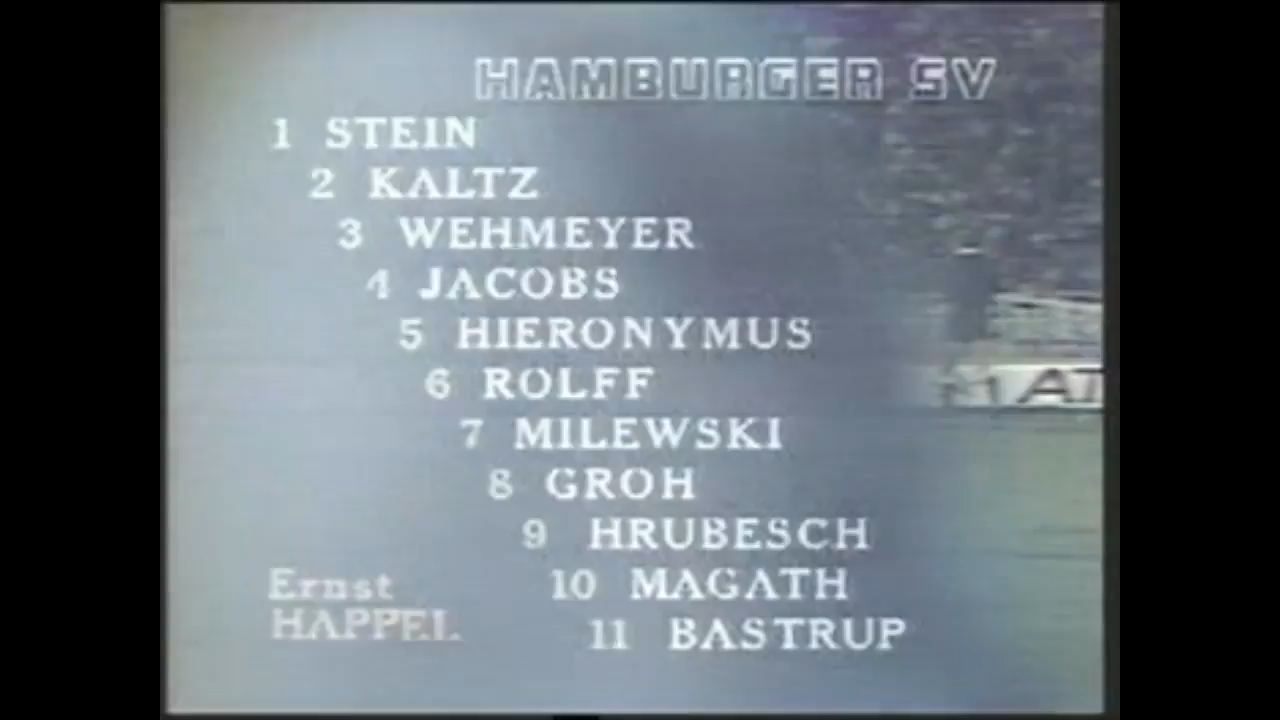 HAMBURGER SV
1 STEIN
2 KALTZ
3 WEHMEYER
4 JACOBS
5 HIERONYMUS
6 ROLFF
7 MILEWSKI
8 GROH
9 HRUBESCH
10 MAGATH
11 BASTRUP
Ernst
HAPPEL